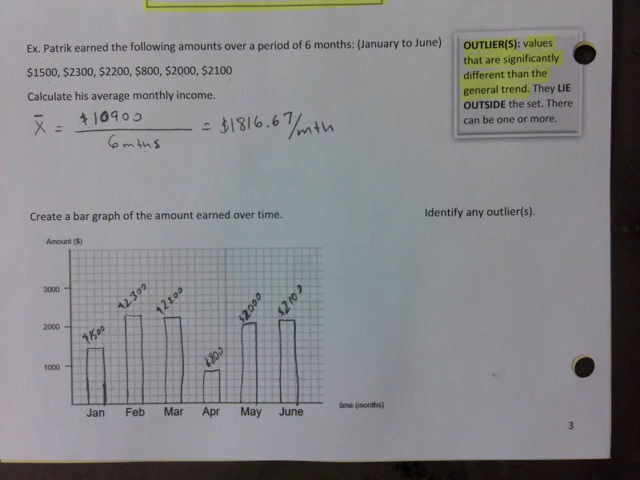 Ex. Patrik earned the following amounts over a period of 6 months: (January to June)
$1500, $2300, $2200, $800, $2000, $2100
Calculate his average monthly income.
x̄ = $10900 / 6mths = $1816.67/mth
OUTLIER(S): values
that are significantly
different than the
general trend. They LIE
OUTSIDE the set. There
can be one or more.
Create a bar graph of the amount earned over time.
Identify any outlier(s).
Amount ($)
3000
2000
1000
$1500
$2300
$2200
$800
$2000
$2100
Jan Feb Mar Apr May June
time (months)
3